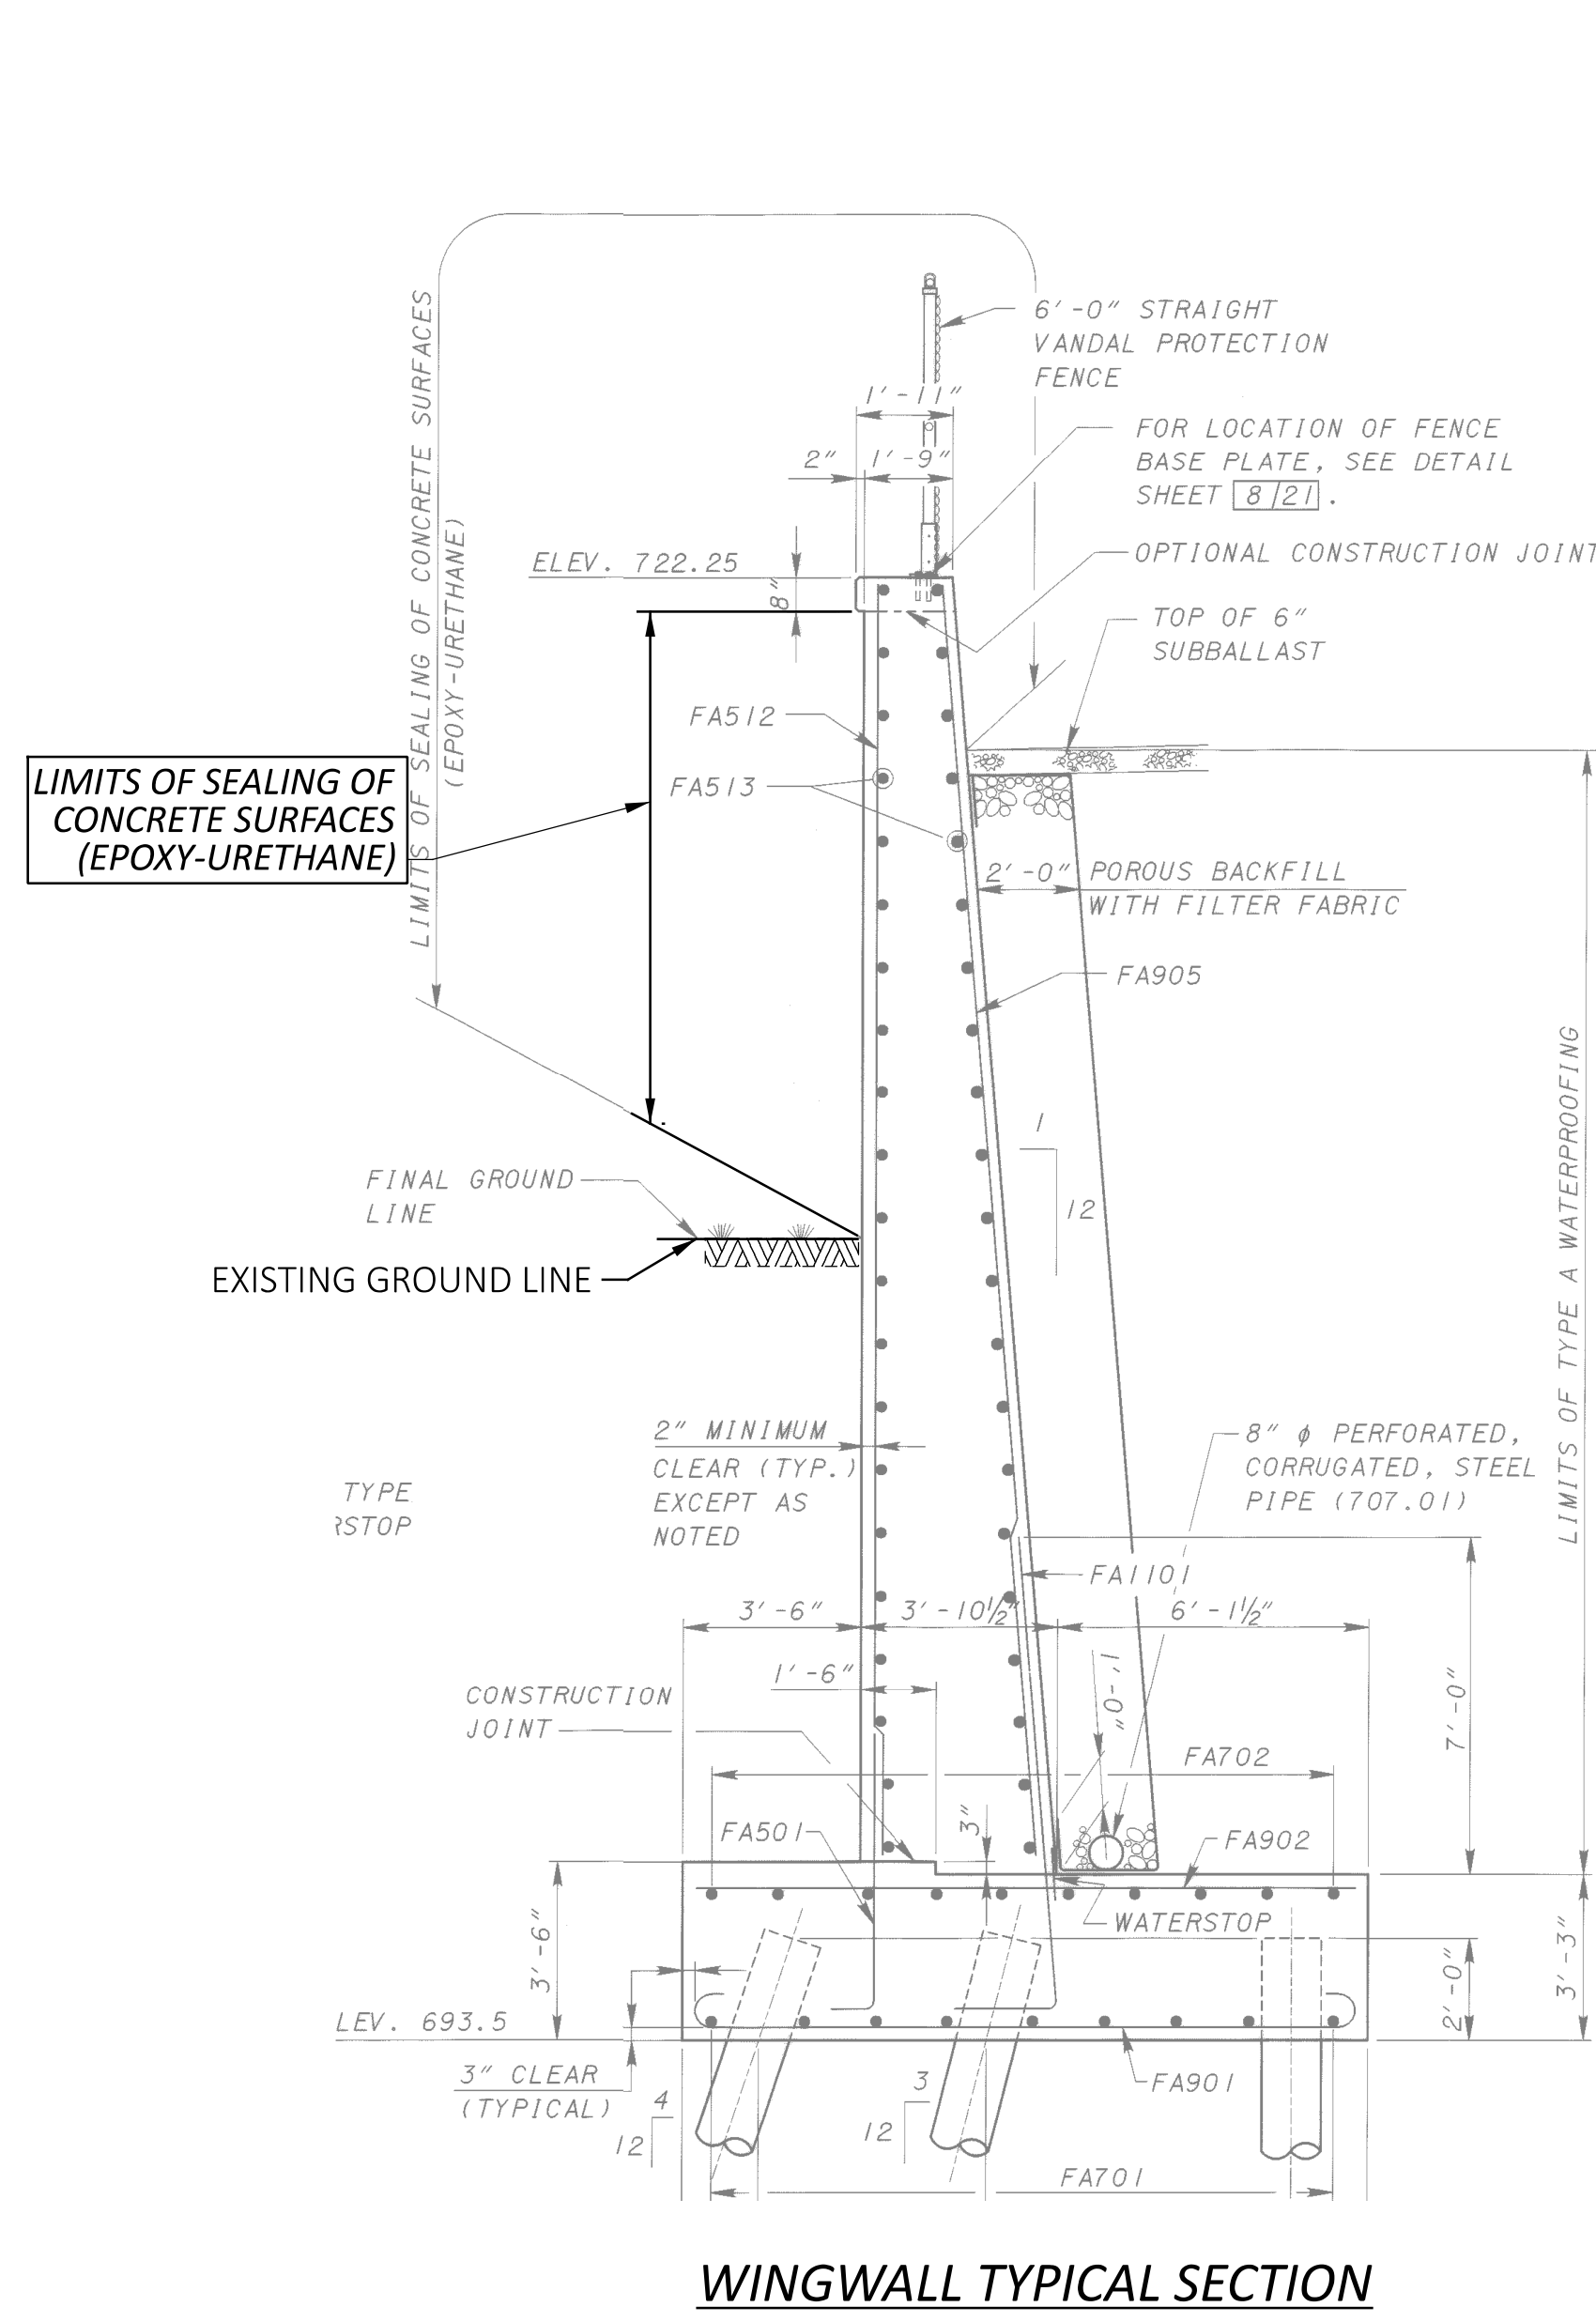 6'-0" STRAIGHT
VANDAL PROTECTION
FENCE
1'-11"
2"
1'-9"
FOR LOCATION OF FENCE
BASE PLATE, SEE DETAIL
SHEET 8/21.
ELEV. 722.25
8"
OPTIONAL CONSTRUCTION JOINT
TOP OF 6"
SUBBALLAST
LIMITS OF SEALING OF CONCRETE SURFACES
(EPOXY-URETHANE)
LIMITS OF SEALING OF
CONCRETE SURFACES
(EPOXY-URETHANE)
FA512
FA513
2'-0" POROUS BACKFILL
WITH FILTER FABRIC
FA905
1
12
FINAL GROUND
LINE
EXISTING GROUND LINE
LIMITS OF TYPE A WATERPROOFING
2" MINIMUM
CLEAR (TYP.)
EXCEPT AS
NOTED
8" ϕ PERFORATED,
CORRUGATED, STEEL
PIPE (707.01)
TYPE
RSTOP
FA1101
3'-6"
3'-10½"
6'-1½"
1'-6"
1'-0"
7'-0"
CONSTRUCTION
JOINT
FA702
3"
FA501
FA902
WATERSTOP
3'-6"
2'-0"
3'-3"
LEV. 693.5
3" CLEAR
(TYPICAL)
4
12
3
12
FA901
FA701
WINGWALL TYPICAL SECTION